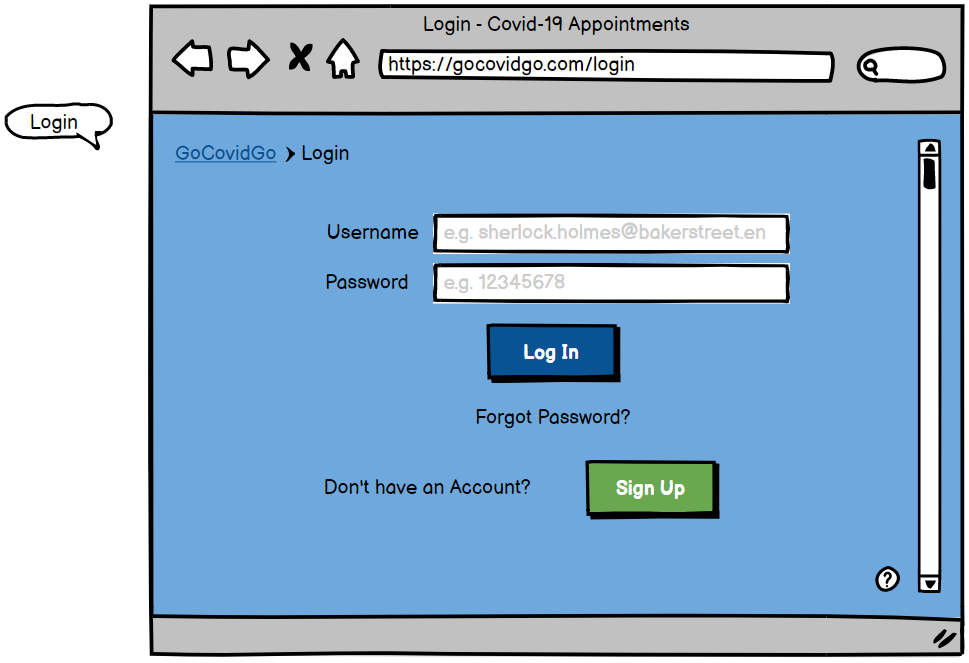 Login - Covid-19 Appointments
https://gocovidgo.com/login
Login
GoCovidGo > Login
Username e.g. sherlock.holmes@bakerstreet.en
Password e.g. 12345678
Log In
Forgot Password?
Don't have an Account? Sign Up
?